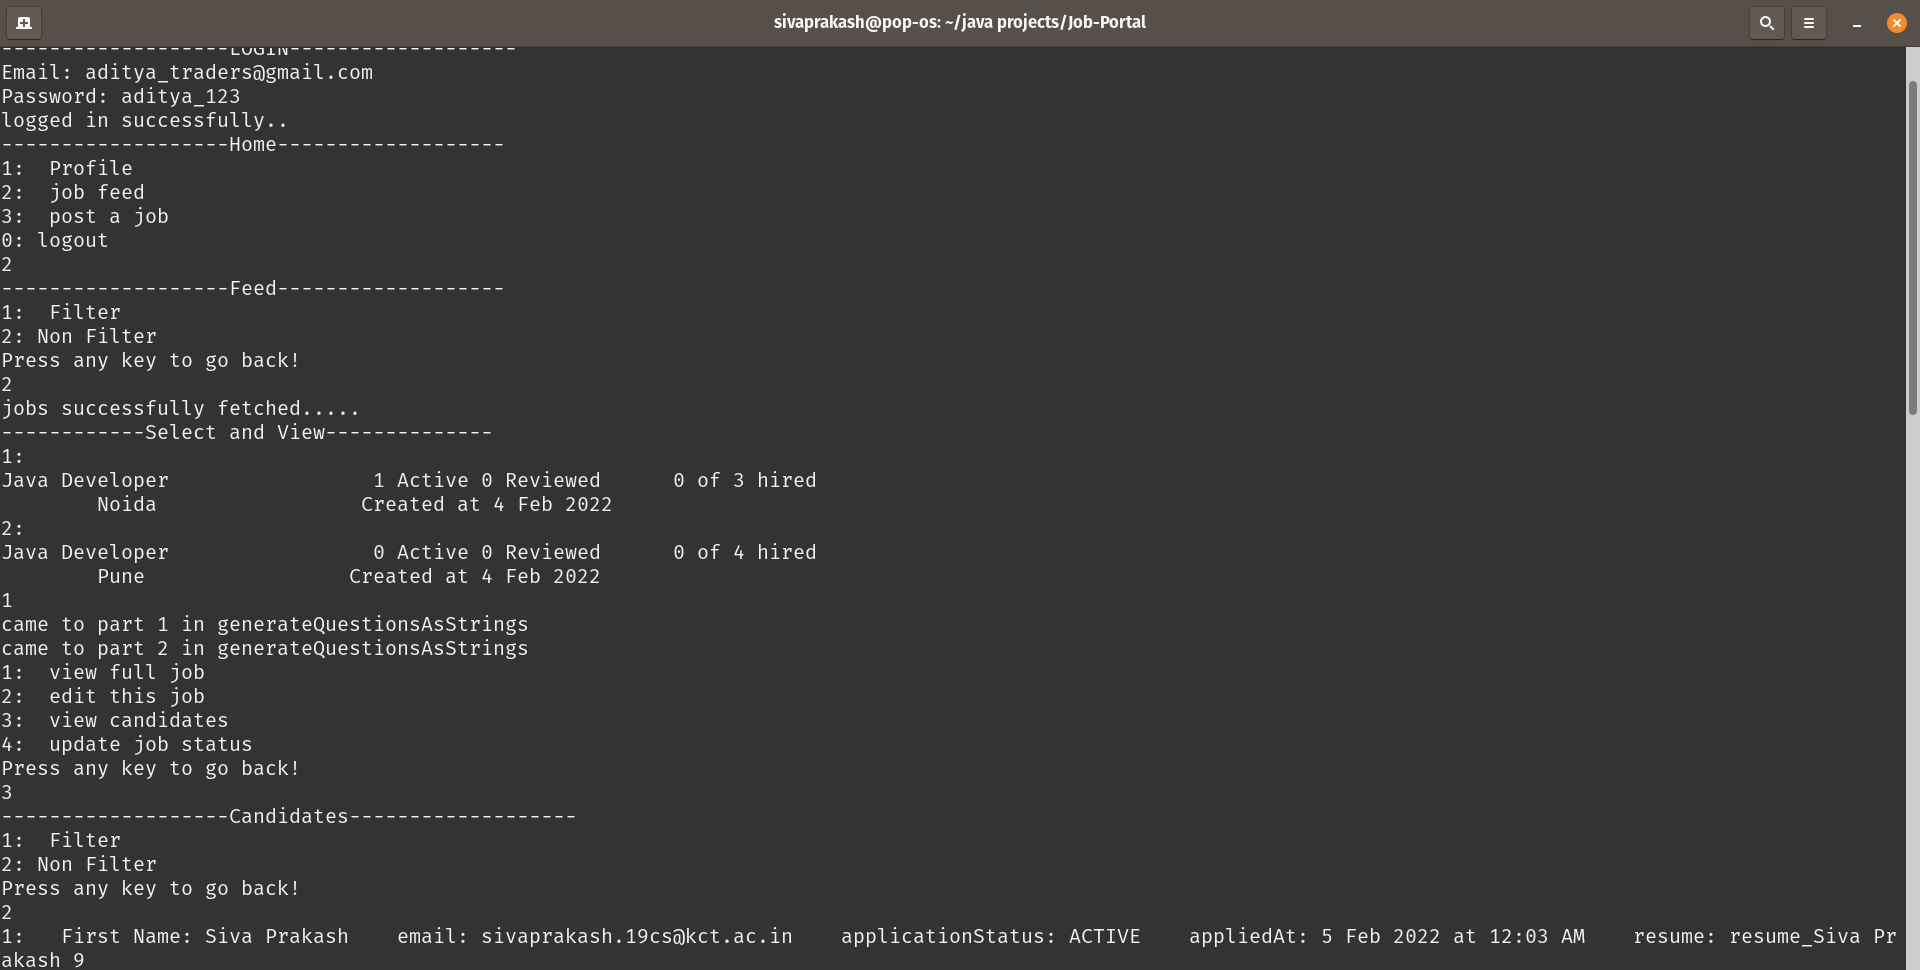 sivaprakash@pop-os: ~/java projects/Job-Portal
-------------------LOGIN-------------------
Email: aditya_traders@gmail.com
Password: aditya_123
logged in successfully..
-------------------Home-------------------
1:  Profile
2:  job feed
3:  post a job
0: logout
2
-------------------Feed-------------------
1:  Filter
2: Non Filter
Press any key to go back!
2
jobs successfully fetched.....
------------Select and View--------------
1:
Java Developer                 1 Active 0 Reviewed      0 of 3 hired
        Noida                 Created at 4 Feb 2022
2:
Java Developer                 0 Active 0 Reviewed      0 of 4 hired
        Pune                 Created at 4 Feb 2022
1
came to part 1 in generateQuestionsAsStrings
came to part 2 in generateQuestionsAsStrings
1:  view full job
2:  edit this job
3:  view candidates
4:  update job status
Press any key to go back!
3
-------------------Candidates-------------------
1:  Filter
2: Non Filter
Press any key to go back!
2
1:   First Name: Siva Prakash    email: sivaprakash.19cs@kct.ac.in    applicationStatus: ACTIVE    appliedAt: 5 Feb 2022 at 12:03 AM    resume: resume_Siva Pr
akash 9